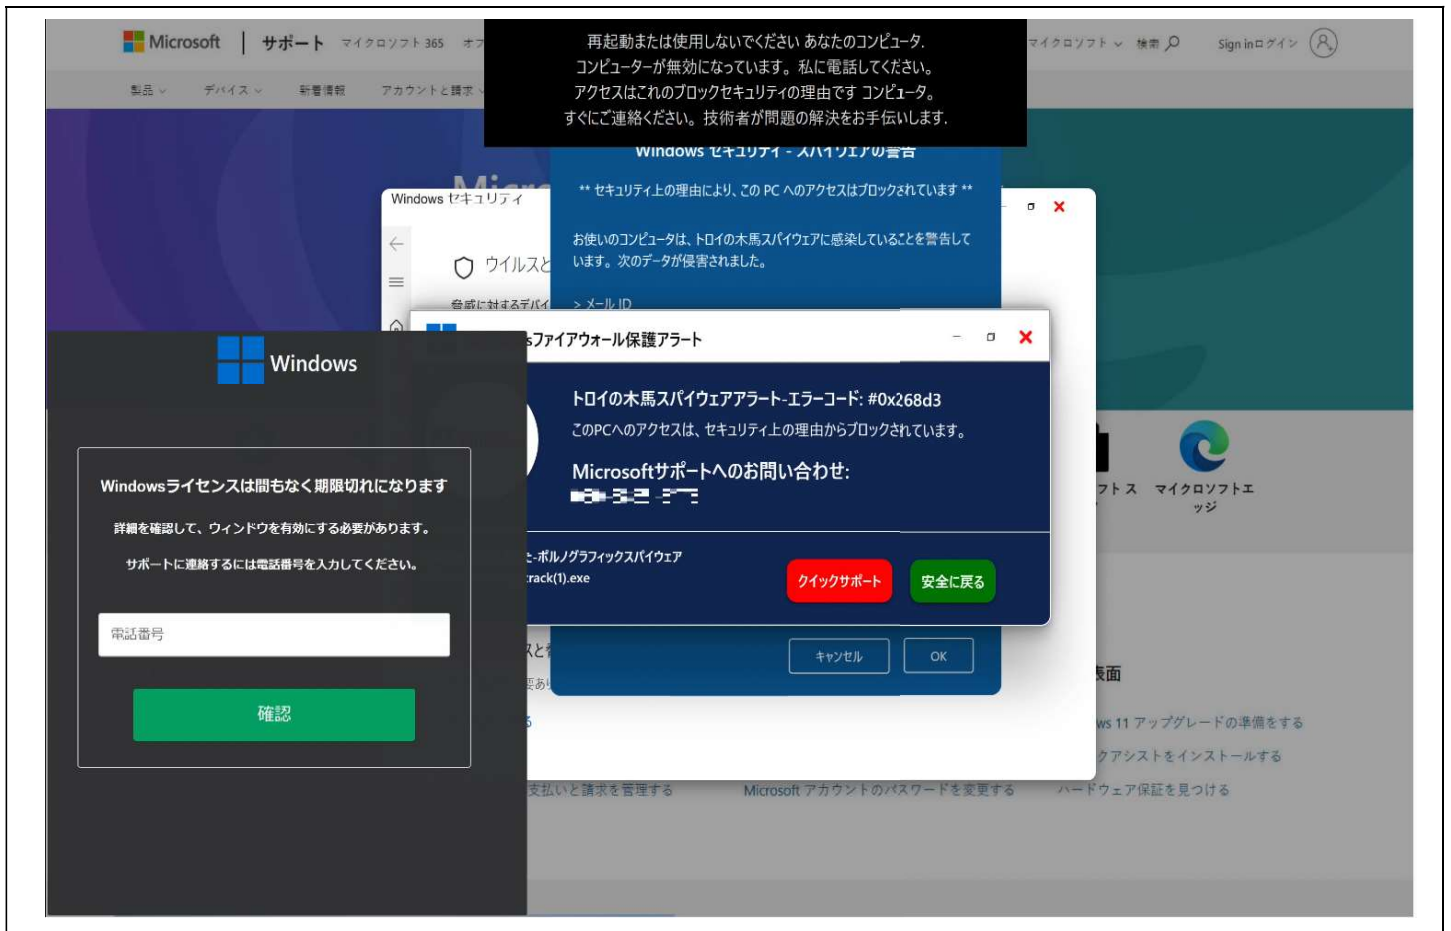 Microsoft
サポート
マイクロソフト 365
マイクロソフト
検索
Sign inログイン
製品
デバイス
新着情報
アカウントと請求
再起動または使用しないでください あなたのコンピュータ.
コンピューターが無効になっています。私に電話してください。
アクセスはこれのブロックセキュリティの理由です コンピュータ。
すぐにご連絡ください。技術者が問題の解決をお手伝いします.
Windows セキュリティ - スパイウェアの警告
** セキュリティ上の理由により、この PC へのアクセスはブロックされています **
お使いのコンピュータは、トロイの木馬スパイウェアに感染していることを警告して
います。次のデータが侵害されました。
> メール ID
Windows セキュリティ
ウイルスと
脅威に対するデバイ
sファイアウォール保護アラート
トロイの木馬スパイウェアアラート-エラーコード: #0x268d3
このPCへのアクセスは、セキュリティ上の理由からブロックされています。
Microsoftサポートへのお問い合わせ:
-ポルノグラフィックスパイウェア
rack(1).exe
クイックサポート
安全に戻る
キャンセル
OK
Windows
Windowsライセンスは間もなく期限切れになります
詳細を確認して、ウィンドウを有効にする必要があります。
サポートに連絡するには電話番号を入力してください。
電話番号
確認
マイクロソフトエ
ッジ
ws 11 アップグレードの準備をする
クアシストをインストールする
支払いと請求を管理する
Microsoft アカウントのパスワードを変更する
ハードウェア保証を見つける